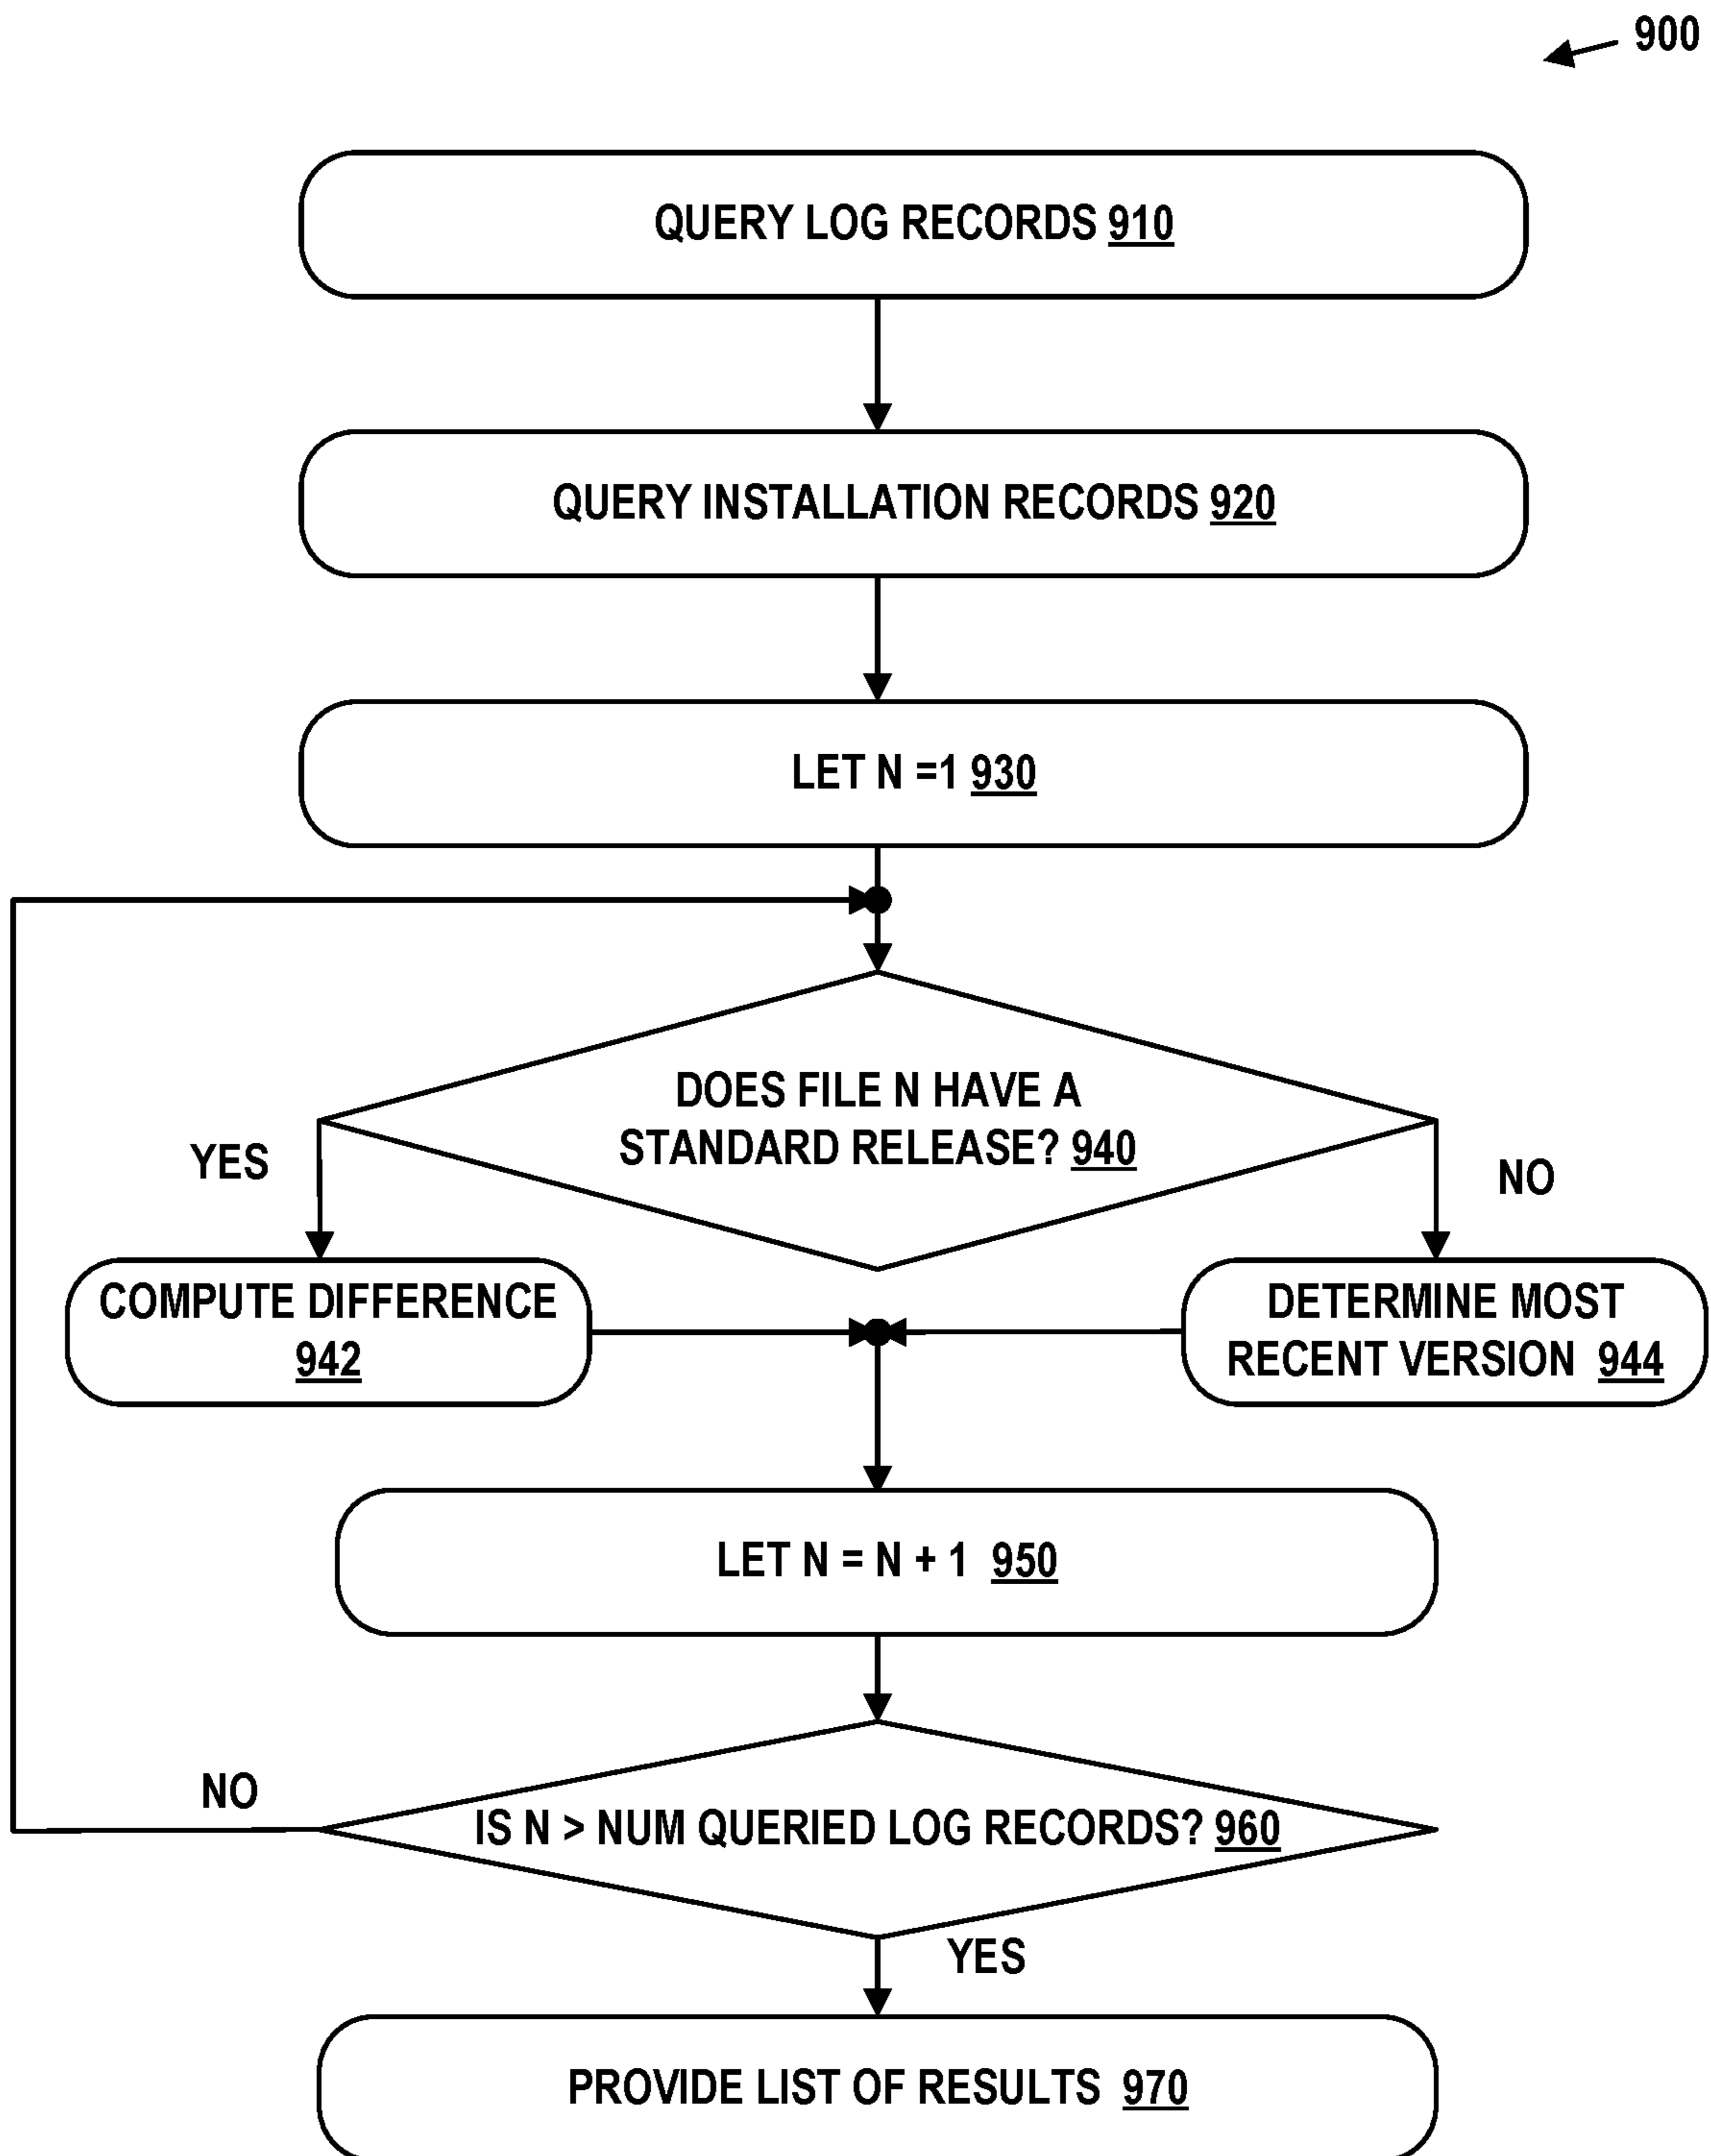 900
QUERY LOG RECORDS 910
QUERY INSTALLATION RECORDS 920
LET N =1 930
DOES FILE N HAVE A
STANDARD RELEASE? 940
YES
NO
COMPUTE DIFFERENCE
942
DETERMINE MOST
RECENT VERSION 944
LET N = N + 1 950
NO
IS N > NUM QUERIED LOG RECORDS? 960
YES
PROVIDE LIST OF RESULTS 970